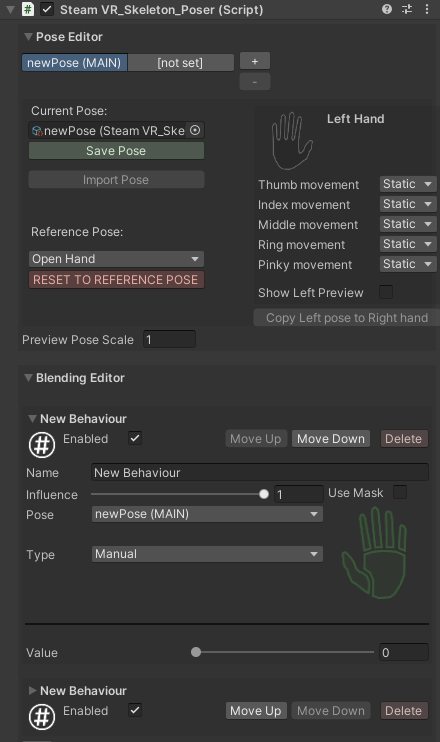 Steam VR_Skeleton_Poser (Script)
Pose Editor
newPose (MAIN) [not set] +
-
Current Pose:
newPose (Steam VR_Ske
Save Pose
Import Pose
Reference Pose:
Open Hand
RESET TO REFERENCE POSE
Left Hand
Thumb movement Static
Index movement Static
Middle movement Static
Ring movement Static
Pinky movement Static
Show Left Preview
Copy Left pose to Right hand
Preview Pose Scale 1
Blending Editor
New Behaviour
# Enabled Move Up Move Down Delete
Name New Behaviour
Influence 1 Use Mask
Pose newPose (MAIN)
Type Manual
Value 0
New Behaviour
# Enabled Move Up Move Down Delete